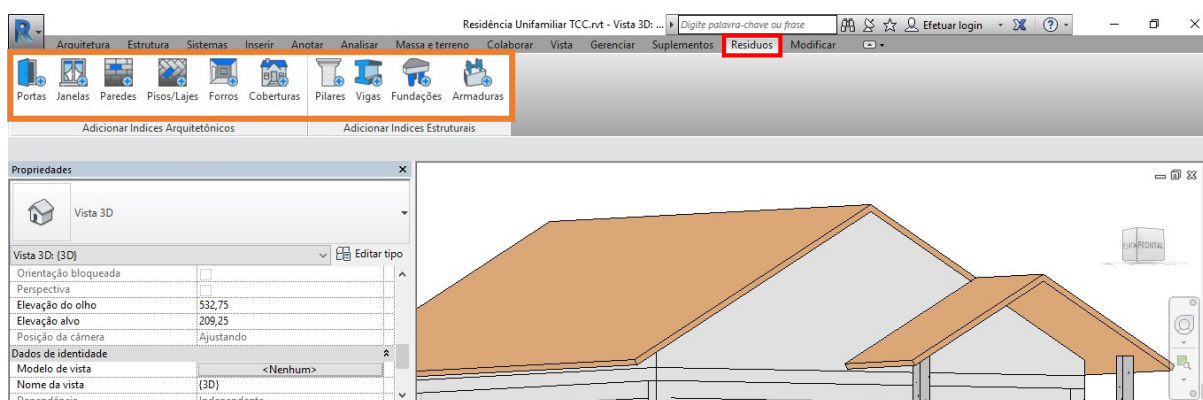 Residência Unifamiliar TCC.rvt - Vista 3D: ... Digite palavra-chave ou frase Efetuar login
Arquitetura Estrutura Sistemas Inserir Anotar Analisar Massa e terreno Colaborar Vista Gerenciar Suplementos Resíduos Modificar
Portas Janelas Paredes Pisos/Lajes Forros Coberturas Pilares Vigas Fundações Armaduras
Adicionar Indices Arquitetônicos Adicionar Indices Estruturais
Propriedades
Vista 3D
Vista 3D: {3D} Editar tipo
Orientação bloqueada
Perspectiva
Elevação do olho 532,75
Elevação alvo 209,25
Posição da câmera Ajustando
Dados de identidade
Modelo de vista <Nenhum>
Nome da vista {3D}
Dependência Independente
FRONTAL